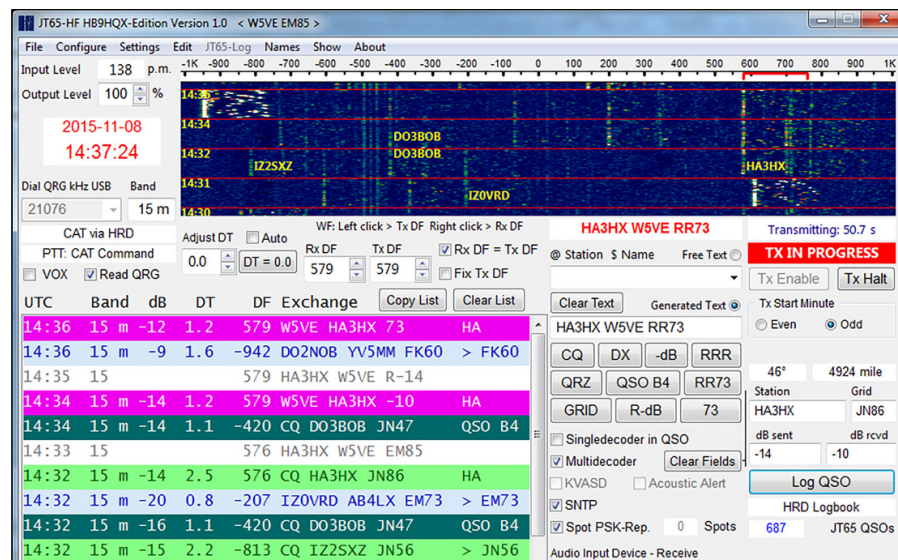 JT65-HF HB9HQX-Edition Version 1.0 < W5VE EM85 >
File Configure Settings Edit JT65-Log Names Show About
Input Level 138 p.m.
-1K -900 -800 -700 -600 -500 -400 -300 -200 -100 0 100 200 300 400 500 600 700 800 900 1K
Output Level 100 %
14:36
14:34
14:32
14:31
14:30
DO3BOB
DO3BOB
IZ2SXZ
HA3HX
IZ0VRD
2015-11-08
14:37:24
Dial QRG kHz USB Band
21076 15 m
CAT via HRD
PTT: CAT Command
VOX Read QRG
Adjust DT Auto
0.0 DT = 0.0
WF: Left click > Tx DF Right click > Rx DF
Rx DF Tx DF
579 579
Rx DF = Tx DF
Fix Tx DF
UTC Band dB DT DF Exchange Copy List Clear List
14:36 15 m -12 1.2 579 W5VE HA3HX 73 HA
14:36 15 m -9 1.6 -942 DO2NOB YV5MM FK60 > FK60
14:35 15 579 HA3HX W5VE R-14
14:34 15 m -14 1.2 579 W5VE HA3HX -10 HA
14:34 15 m -14 1.1 -420 CQ DO3BOB JN47 QSO B4
14:33 15 576 HA3HX W5VE EM85
14:32 15 m -14 2.5 576 CQ HA3HX JN86 HA
14:32 15 m -20 0.8 -207 IZ0VRD AB4LX EM73 > EM73
14:32 15 m -16 1.1 -420 CQ DO3BOB JN47 QSO B4
14:32 15 m -15 2.2 -813 CQ IZ2SXZ JN56 > JN56
HA3HX W5VE RR73
@ Station $ Name Free Text
Clear Text Generated Text
HA3HX W5VE RR73
CQ DX -dB RRR
QRZ QSO B4 RR73
GRID R-dB 73
Singledecoder in QSO
Multidecoder Clear Fields
KVASD Acoustic Alert
SNTP
Spot PSK-Rep. 0 Spots
Audio Input Device - Receive
Transmitting: 50.7 s
TX IN PROGRESS
Tx Enable Tx Halt
Tx Start Minute
Even Odd
46° 4924 mile
Station Grid
HA3HX JN86
dB sent dB rcvd
-14 -10
Log QSO
HRD Logbook
687 JT65 QSOs